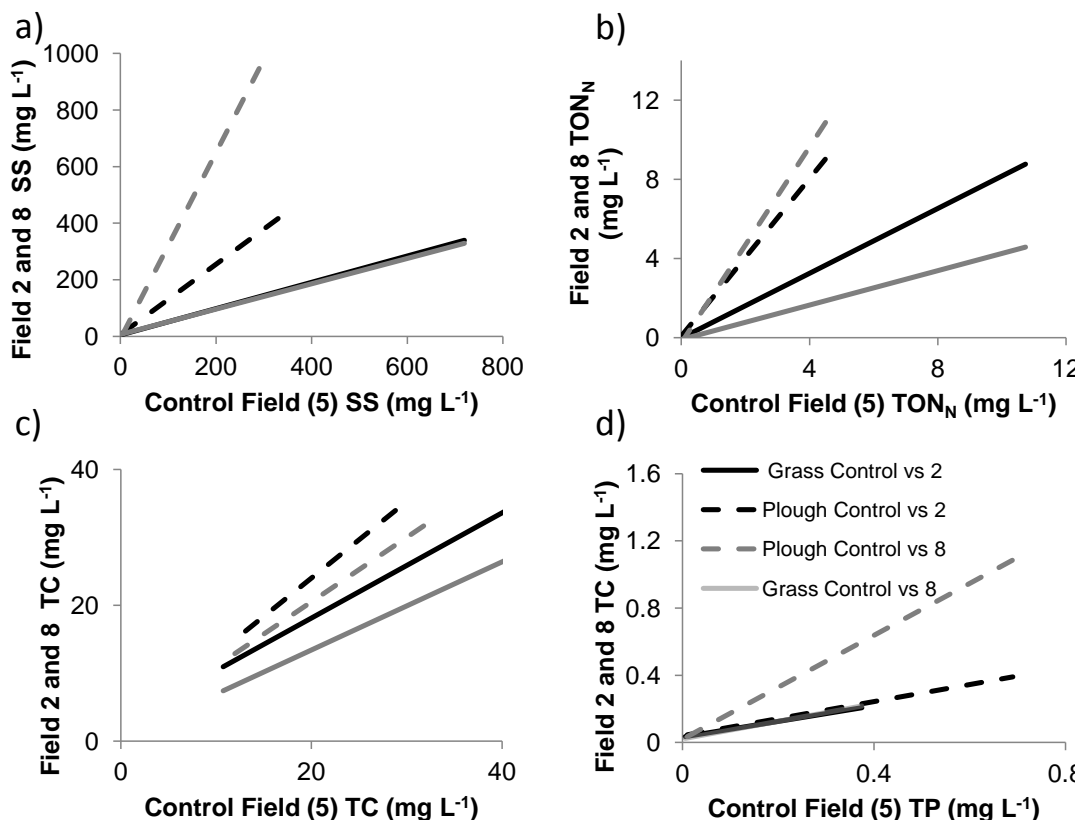 a)
1000
800
600
400
200
0
0 200 400 600 800
Field 2 and 8 SS (mg L-1)
Control Field (5) SS (mg L-1)
b)
12
8
4
0
0 4 8 12
Field 2 and 8 TONN
(mg L-1)
Control Field (5) TONN (mg L-1)
c)
40
20
0
0 20 40
Field 2 and 8 TC (mg L-1)
Control Field (5) TC (mg L-1)
d)
1.6
1.2
0.8
0.4
0
0 0.4 0.8
Grass Control vs 2
Plough Control vs 2
Plough Control vs 8
Grass Control vs 8
Field 2 and 8 TC (mg L-1)
Control Field (5) TP (mg L-1)